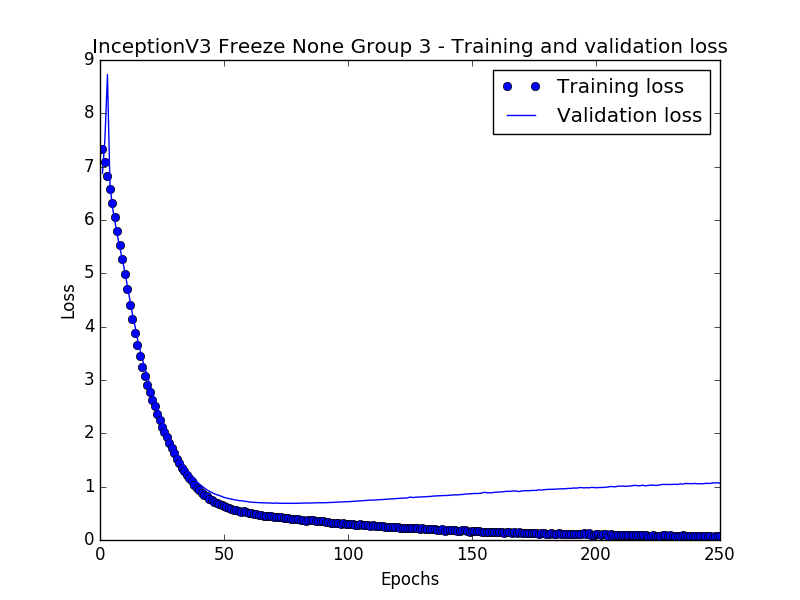 InceptionV3 Freeze None Group 3 - Training and validation loss
Training loss
Validation loss
9
8
7
6
5
4
3
2
1
0
Loss
0 50 100 150 200 250
Epochs